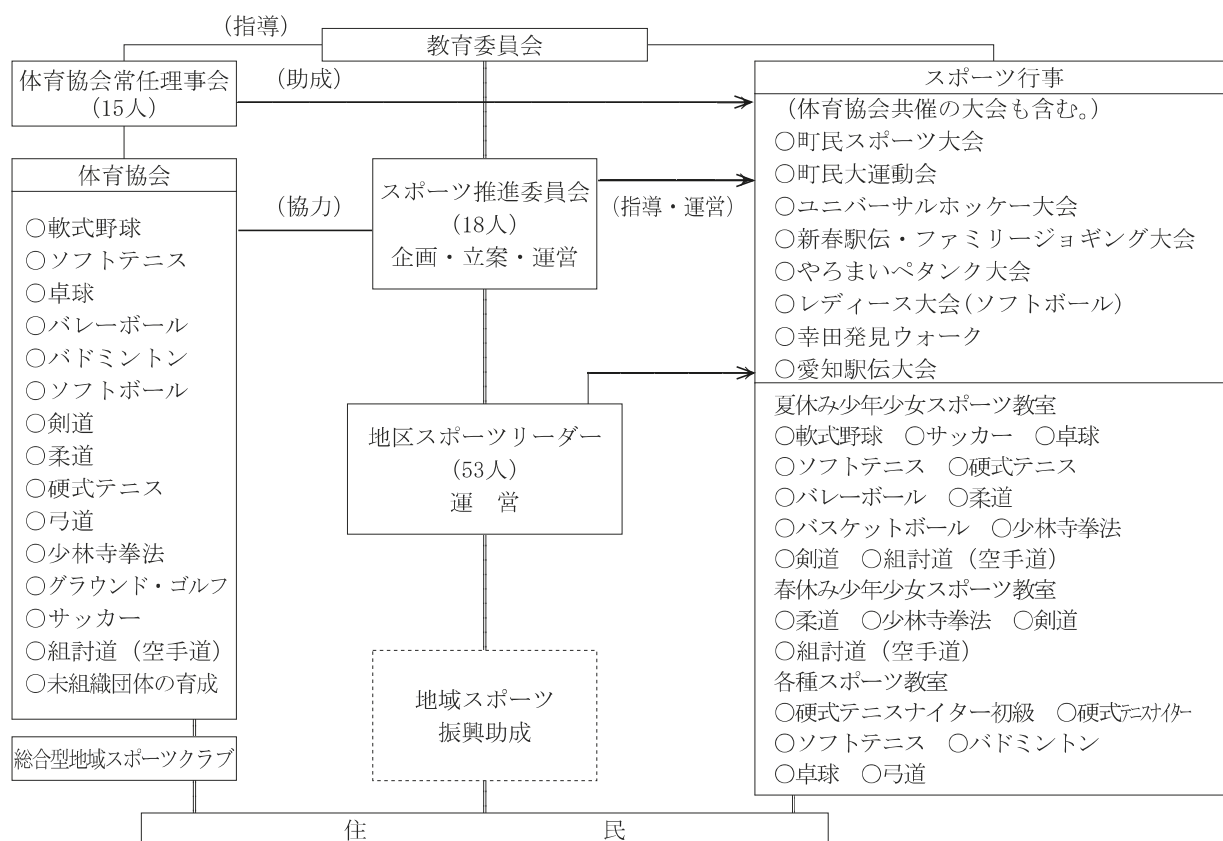 （指導）
教育委員会
体育協会常任理事会
（15人）
（助成）
体育協会
○軟式野球
○ソフトテニス
○卓球
○バレーボール
○バドミントン
○ソフトボール
○剣道
○柔道
○硬式テニス
○弓道
○少林寺拳法
○グラウンド・ゴルフ
○サッカー
○組討道（空手道）
○未組織団体の育成
総合型地域スポーツクラブ
（協力）
スポーツ推進委員会
（18人）
企画・立案・運営
（指導・運営）
地区スポーツリーダー
（53人）
運　営
地域スポーツ
振興助成
スポーツ行事
（体育協会共催の大会も含む。）
○町民スポーツ大会
○町民大運動会
○ユニバーサルホッケー大会
○新春駅伝・ファミリージョギング大会
○やろまいペタンク大会
○レディース大会（ソフトボール）
○幸田発見ウォーク
○愛知駅伝大会
夏休み少年少女スポーツ教室
○軟式野球　○サッカー　○卓球
○ソフトテニス　○硬式テニス
○バレーボール　○柔道
○バスケットボール　○少林寺拳法
○剣道　○組討道（空手道）
春休み少年少女スポーツ教室
○柔道　○少林寺拳法　○剣道
○組討道（空手道）
各種スポーツ教室
○硬式テニスナイター初級　○硬式テニスナイター
○ソフトテニス　○バドミントン
○卓球　○弓道
住　民